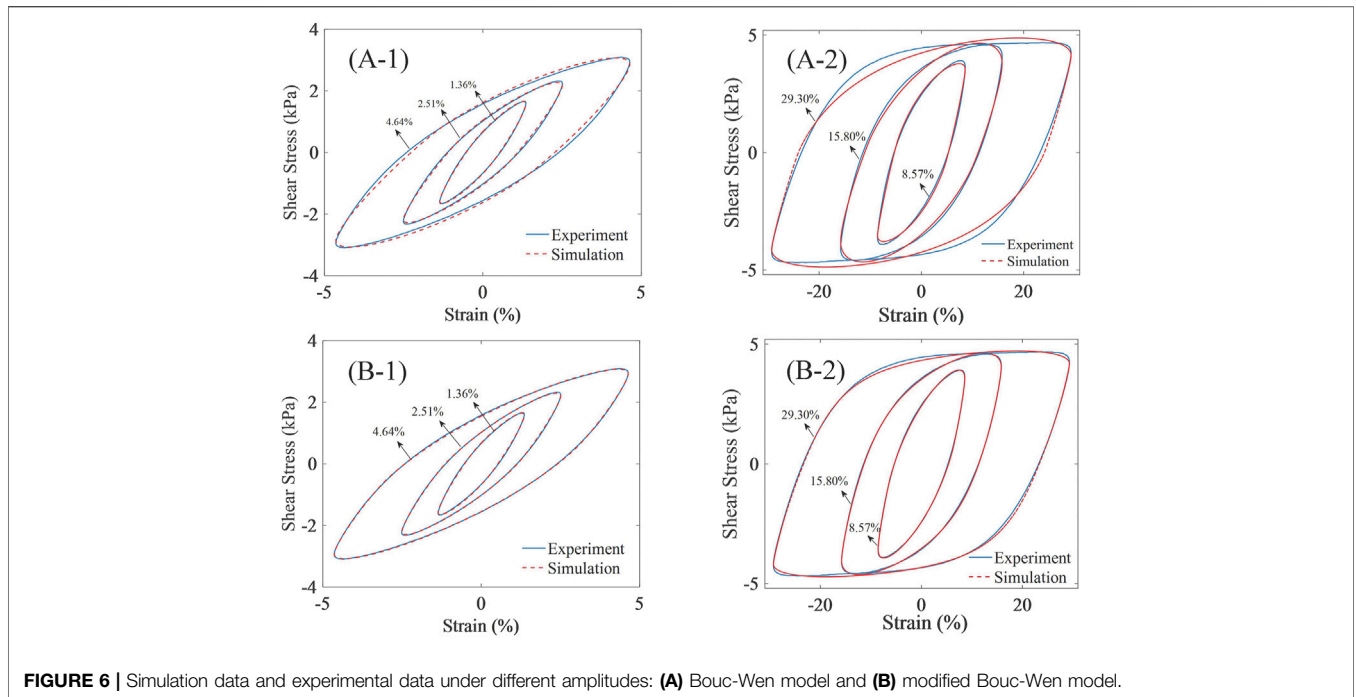 (A-1)
4
2
0
-2
-4
-5
0
5
Shear Stress (kPa)
Strain (%)
4.64%
2.51%
1.36%
Experiment
Simulation
(A-2)
5
0
-5
-20
0
20
Shear Stress (kPa)
Strain (%)
29.30%
15.80%
8.57%
Experiment
Simulation
(B-1)
4
2
0
-2
-4
-5
0
5
Shear Stress (kPa)
Strain (%)
4.64%
2.51%
1.36%
Experiment
Simulation
(B-2)
5
0
-5
-20
0
20
Shear Stress (kPa)
Strain (%)
29.30%
15.80%
8.57%
Experiment
Simulation
FIGURE 6 | Simulation data and experimental data under different amplitudes: (A) Bouc-Wen model and (B) modified Bouc-Wen model.